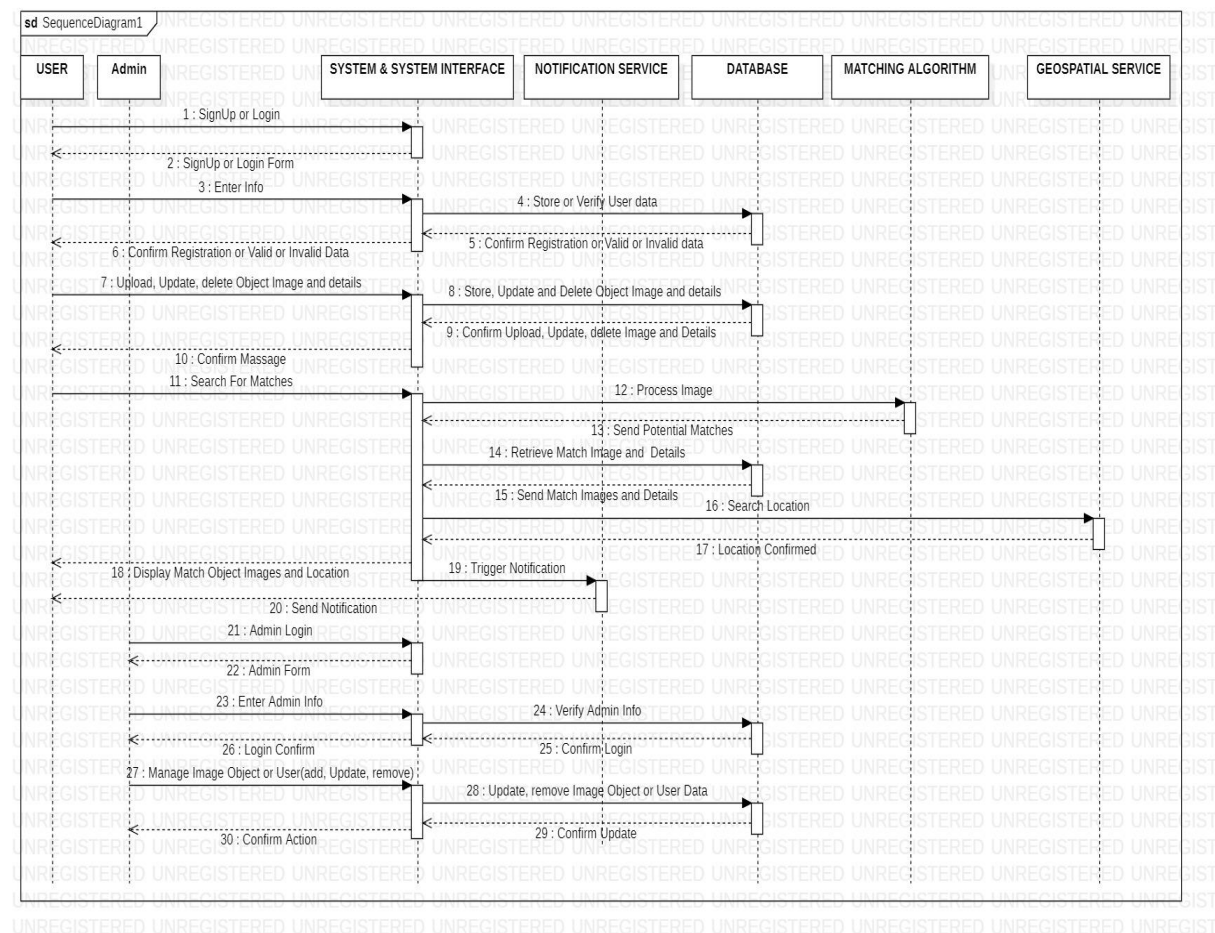 sd SequenceDiagram1
USER
Admin
SYSTEM & SYSTEM INTERFACE
NOTIFICATION SERVICE
DATABASE
MATCHING ALGORITHM
GEOSPATIAL SERVICE
1 : SignUp or Login
2 : SignUp or Login Form
3 : Enter Info
4 : Store or Verify User data
5 : Confirm Registration or Valid or Invalid data
6 : Confirm Registration or Valid or Invalid Data
7 : Upload, Update, delete Object Image and details
8 : Store, Update and Delete Object Image and details
9 : Confirm Upload, Update, delete Image and Details
10 : Confirm Massage
11 : Search For Matches
12 : Process Image
13 : Send Potential Matches
14 : Retrieve Match Image and Details
15 : Send Match Images and Details
16 : Search Location
17 : Location Confirmed
18 : Display Match Object Images and Location
19 : Trigger Notification
20 : Send Notification
21 : Admin Login
22 : Admin Form
23 : Enter Admin Info
24 : Verify Admin Info
25 : Confirm Login
26 : Login Confirm
27 : Manage Image Object or User(add, Update, remove)
28 : Update, remove Image Object or User Data
29 : Confirm Update
30 : Confirm Action
UNREGISTERED